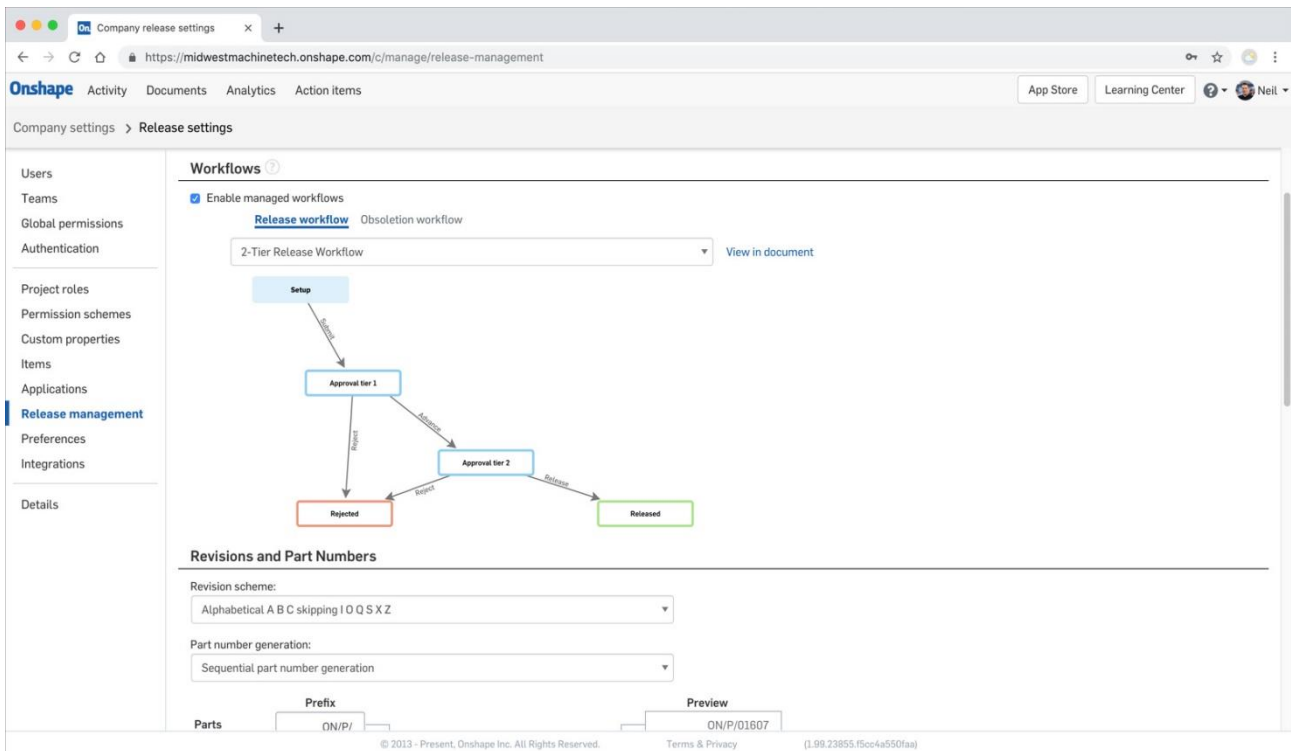 On Company release settings × +
https://midwestmachinetech.onshape.com/c/manage/release-management
Onshape Activity Documents Analytics Action items App Store Learning Center ? Neil
Company settings > Release settings
Users
Teams
Global permissions
Authentication
Project roles
Permission schemes
Custom properties
Items
Applications
Release management
Preferences
Integrations
Details
Workflows ?
Enable managed workflows
Release workflow Obsoletion workflow
2-Tier Release Workflow View in document
Setup
Submit
Approval tier 1
Reject Advance
Approval tier 2
Reject Release
Rejected Released
Revisions and Part Numbers
Revision scheme:
Alphabetical A B C skipping I O Q S X Z
Part number generation:
Sequential part number generation
Prefix Preview
Parts ON/P/ ON/P/01607
© 2013 - Present, Onshape Inc. All Rights Reserved. Terms & Privacy (1.99.23855.f5cc4a550faa)